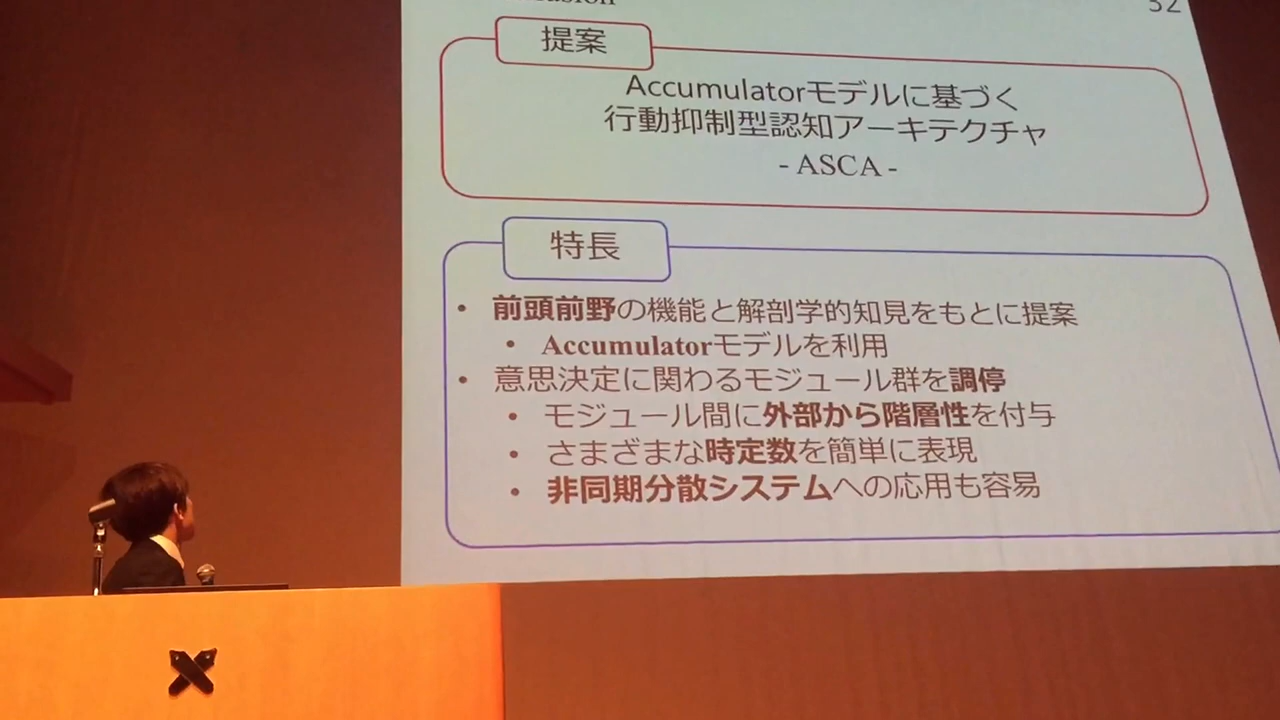 32
提案
Accumulatorモデルに基づく
行動抑制型認知アーキテクチャ
- ASCA -
特長
• 前頭前野の機能と解剖学的知見をもとに提案
• Accumulatorモデルを利用
• 意思決定に関わるモジュール群を調停
• モジュール間に外部から階層性を付与
• さまざまな時定数を簡単に表現
• 非同期分散システムへの応用も容易